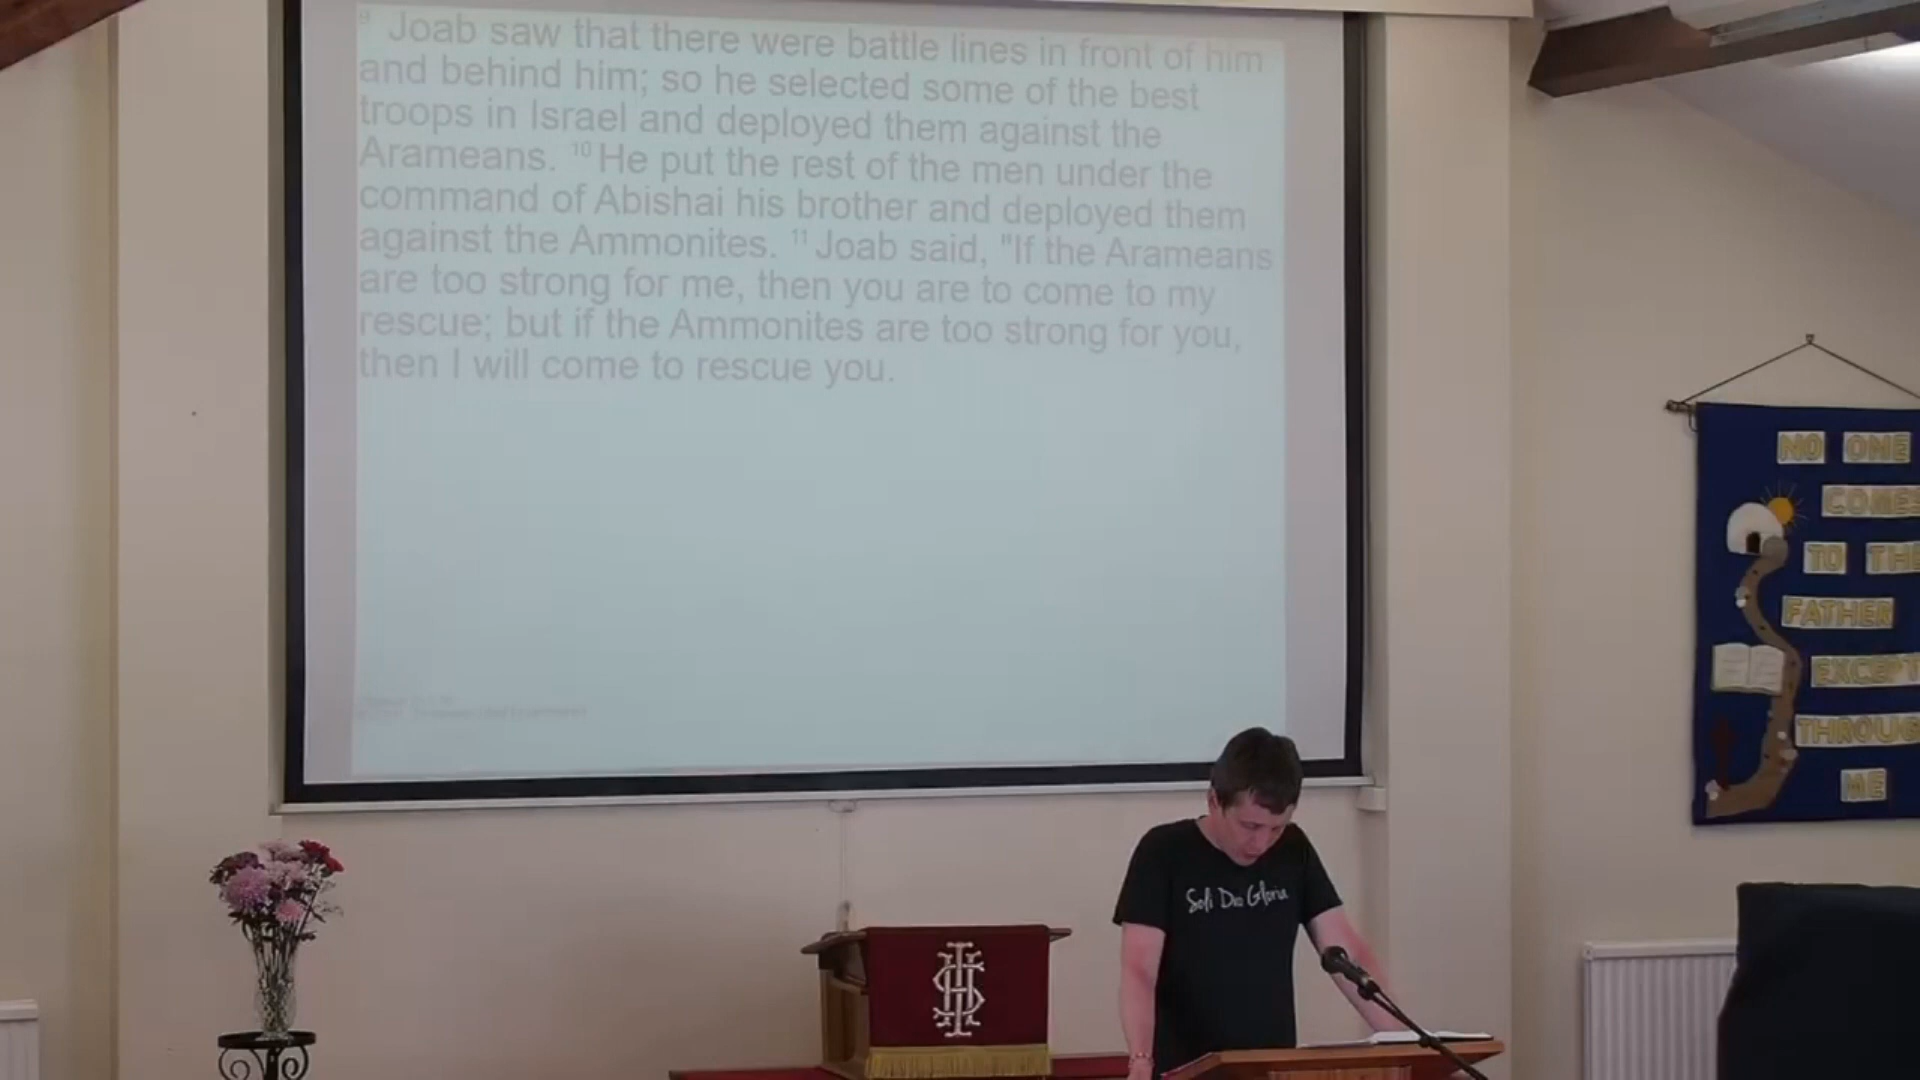 9 Joab saw that there were battle lines in front of him
and behind him; so he selected some of the best
troops in Israel and deployed them against the
Arameans. 10 He put the rest of the men under the
command of Abishai his brother and deployed them
against the Ammonites. 11 Joab said, "If the Arameans
are too strong for me, then you are to come to my
rescue; but if the Ammonites are too strong for you,
then I will come to rescue you.
NO ONE
COMES
TO THE
FATHER
EXCEPT
THROUG
ME
Soli Deo Gloria
IHS